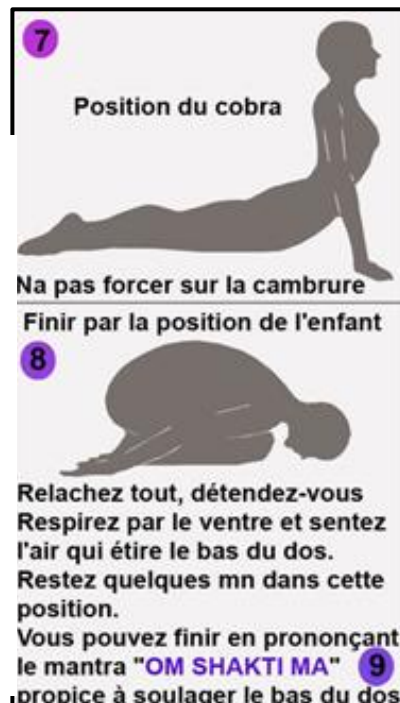 7
Position du cobra
Na pas forcer sur la cambrure
Finir par la position de l'enfant
8
Relachez tout, détendez-vous
Respirez par le ventre et sentez
l'air qui étire le bas du dos.
Restez quelques mn dans cette
position.
Vous pouvez finir en prononçant
le mantra "OM SHAKTI MA" 9
propice à soulager le bas du dos